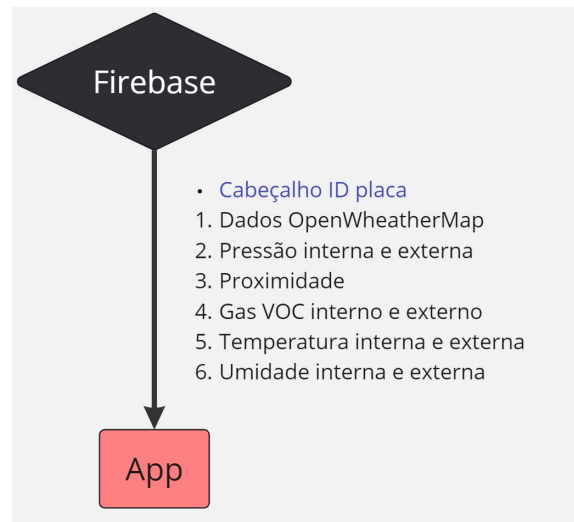 Firebase
• Cabeçalho ID placa
1. Dados OpenWheatherMap
2. Pressão interna e externa
3. Proximidade
4. Gas VOC interno e externo
5. Temperatura interna e externa
6. Umidade interna e externa
App